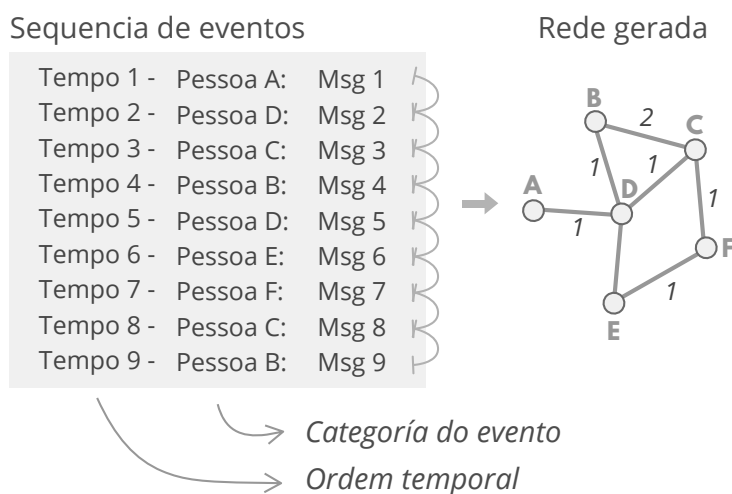 Sequencia de eventos
Rede gerada
Tempo 1 - Pessoa A: Msg 1
Tempo 2 - Pessoa D: Msg 2
Tempo 3 - Pessoa C: Msg 3
Tempo 4 - Pessoa B: Msg 4
Tempo 5 - Pessoa D: Msg 5
Tempo 6 - Pessoa E: Msg 6
Tempo 7 - Pessoa F: Msg 7
Tempo 8 - Pessoa C: Msg 8
Tempo 9 - Pessoa B: Msg 9
B
2
C
1
1
A
D
1
1
F
1
E
Categoría do evento
Ordem temporal